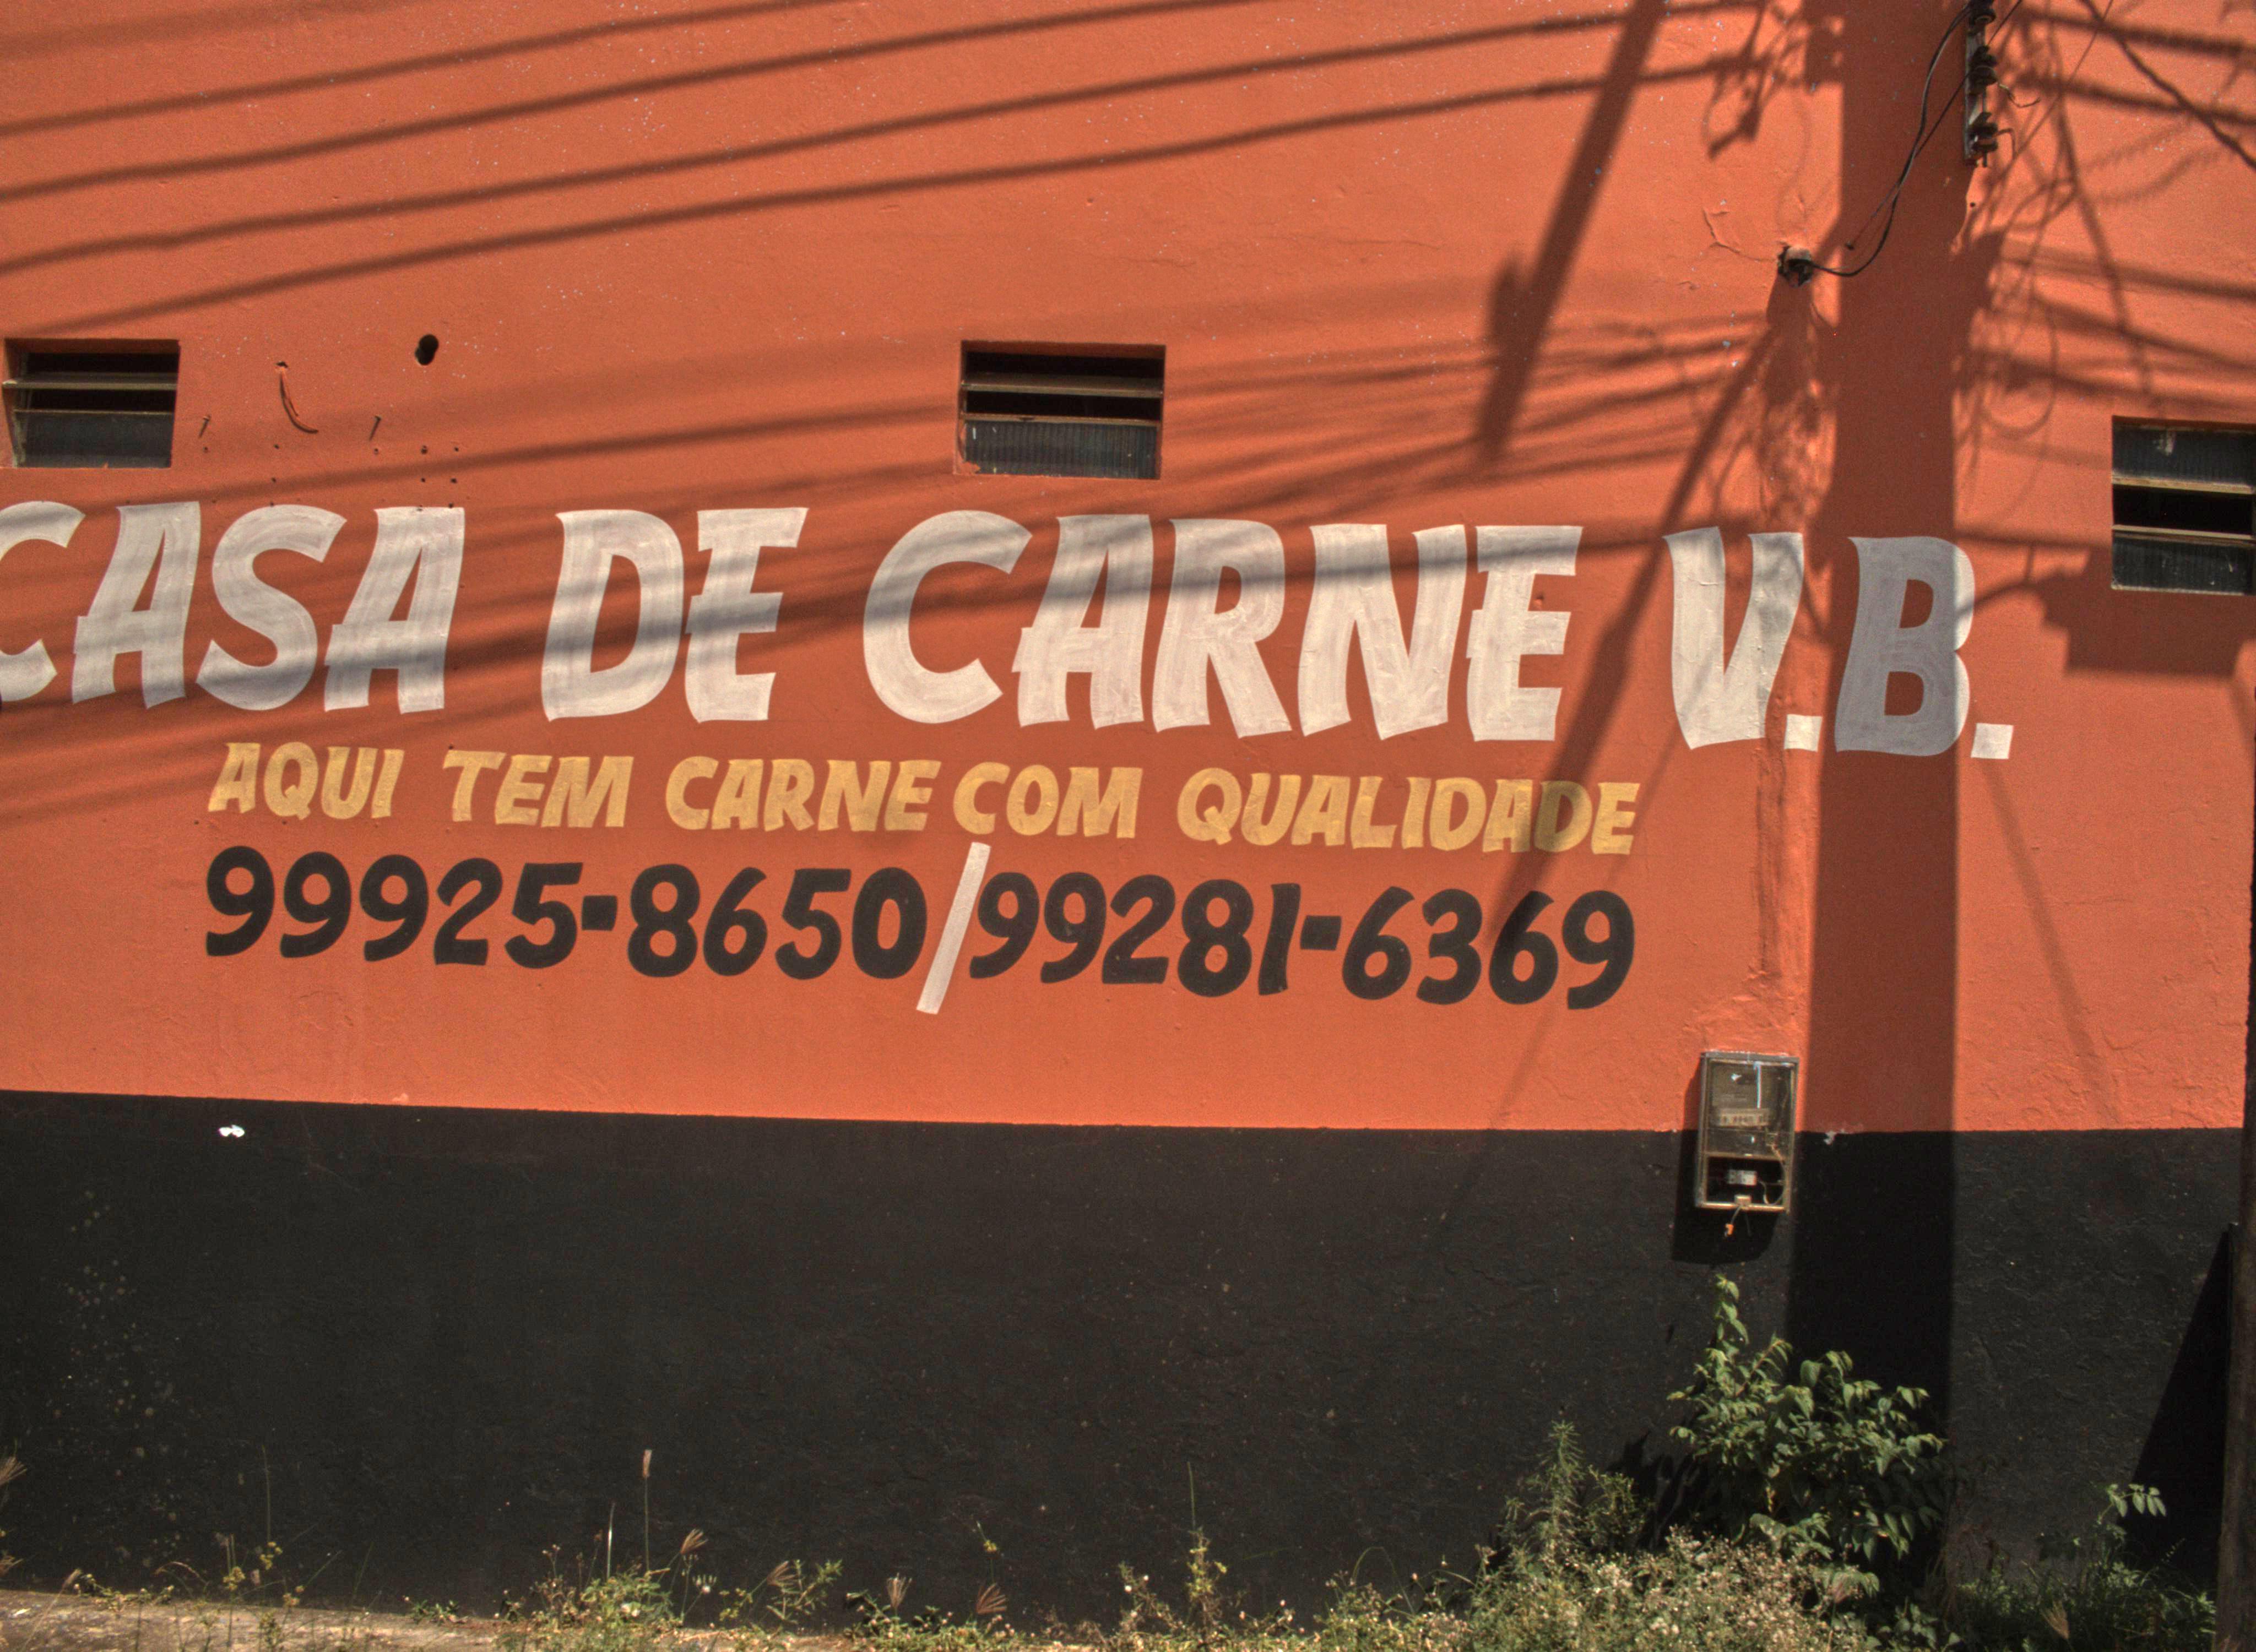 CASA DE CARNE V.B.
AQUI TEM CARNE COM QUALIDADE
99925-8650/99281-6369